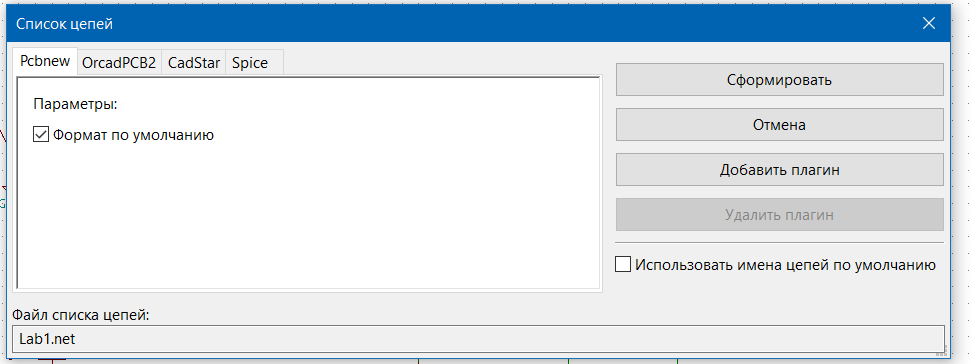 Список цепей
Pcbnew OrcadPCB2 CadStar Spice
Параметры:
Формат по умолчанию
Сформировать
Отмена
Добавить плагин
Удалить плагин
Использовать имена цепей по умолчанию
Файл списка цепей:
Lab1.net